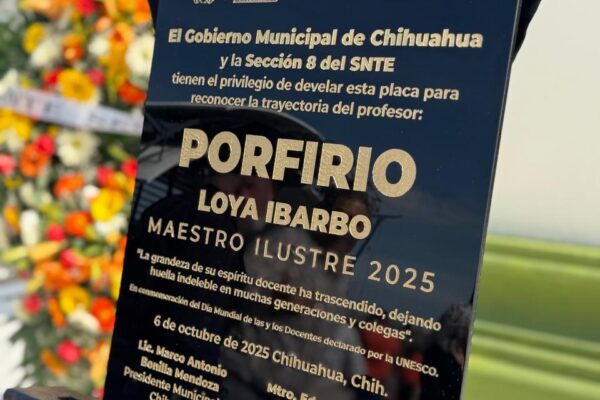 El Gobierno Municipal de Chihuahua
y la Sección 8 del SNTE
tienen el privilegio de develar esta placa para
reconocer la trayectoria del profesor:
PORFIRIO
LOYA IBARBO
MAESTRO ILUSTRE 2025
"La grandeza de su espíritu docente ha trascendido, dejando
huella indeleble en muchas generaciones y colegas".
En conmemoración del Día Mundial de las y los Docentes declarado por la UNESCO.
6 de octubre de 2025 Chihuahua, Chih.
Lic. Marco Antonio
Bonilla Mendoza
Presidente Municipal
Mtro.